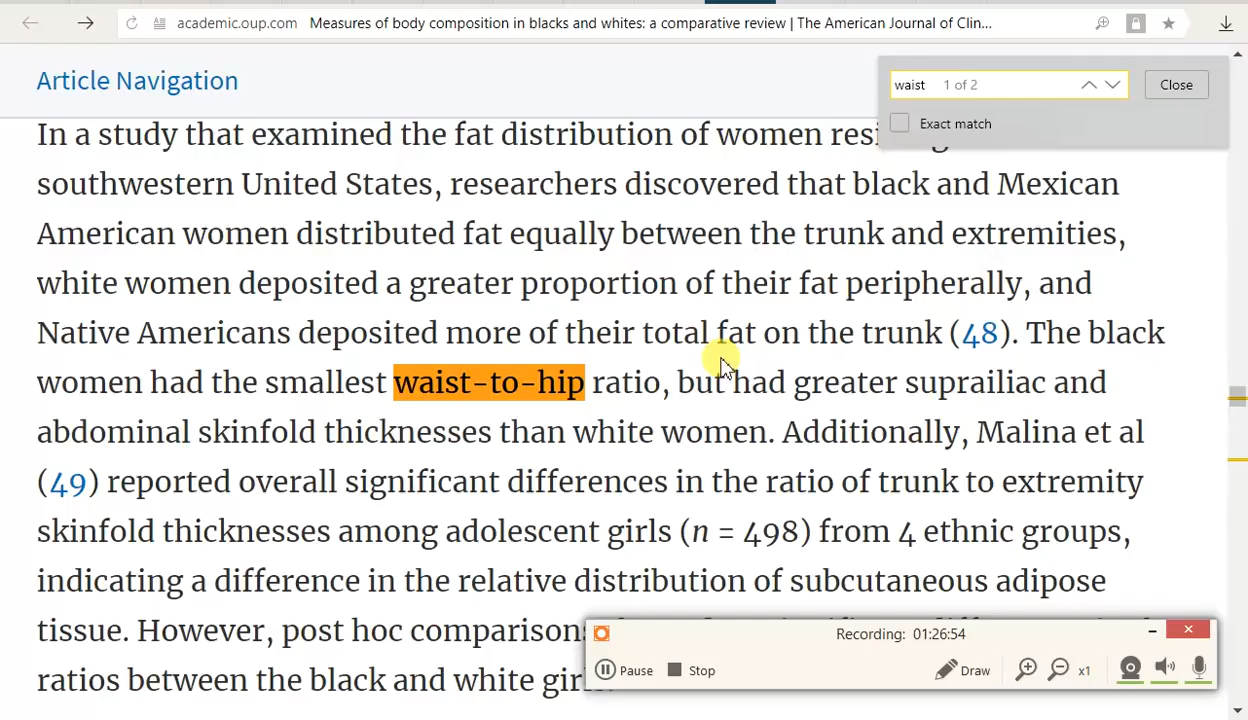 academic.oup.com Measures of body composition in blacks and whites: a comparative review | The American Journal of Clin...
Article Navigation
waist 1 of 2
Close
Exact match
In a study that examined the fat distribution of women
southwestern United States, researchers discovered that black and Mexican
American women distributed fat equally between the trunk and extremities,
white women deposited a greater proportion of their fat peripherally, and
Native Americans deposited more of their total fat on the trunk (48). The black
women had the smallest waist-to-hip ratio, but had greater suprailiac and
abdominal skinfold thicknesses than white women. Additionally, Malina et al
(49) reported overall significant differences in the ratio of trunk to extremity
skinfold thicknesses among adolescent girls (n = 498) from 4 ethnic groups,
indicating a difference in the relative distribution of subcutaneous adipose
tissue. However, post hoc comparisons
ratios between the black and white
Recording: 01:26:54
Pause Stop Draw x1